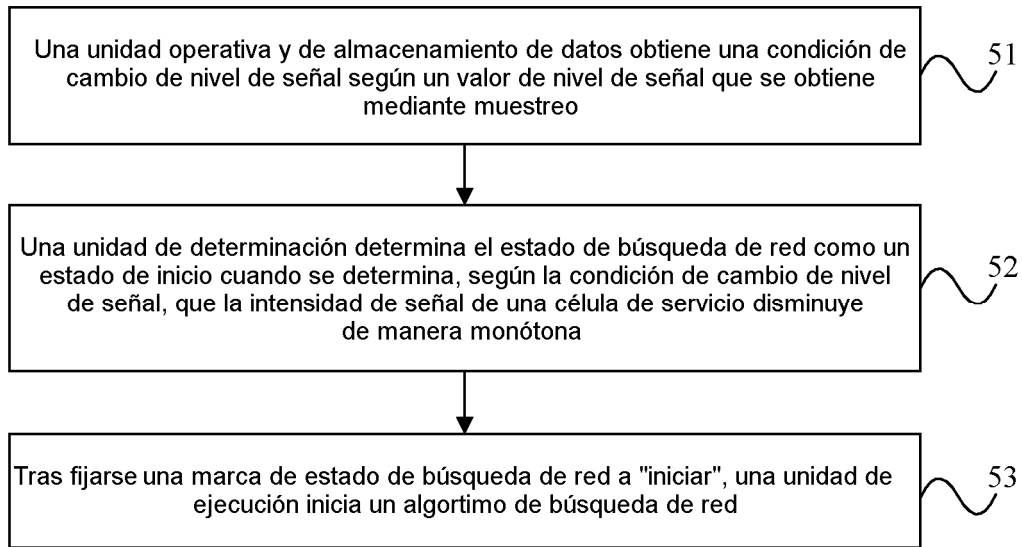 Una unidad operativa y de almacenamiento de datos obtiene una condición de
cambio de nivel de señal según un valor de nivel de señal que se obtiene
mediante muestreo
51
Una unidad de determinación determina el estado de búsqueda de red como un
estado de inicio cuando se determina, según la condición de cambio de nivel
de señal, que la intensidad de señal de una célula de servicio disminuye
de manera monótona
52
Tras fijarse una marca de estado de búsqueda de red a "iniciar", una unidad de
ejecución inicia un algortimo de búsqueda de red
53